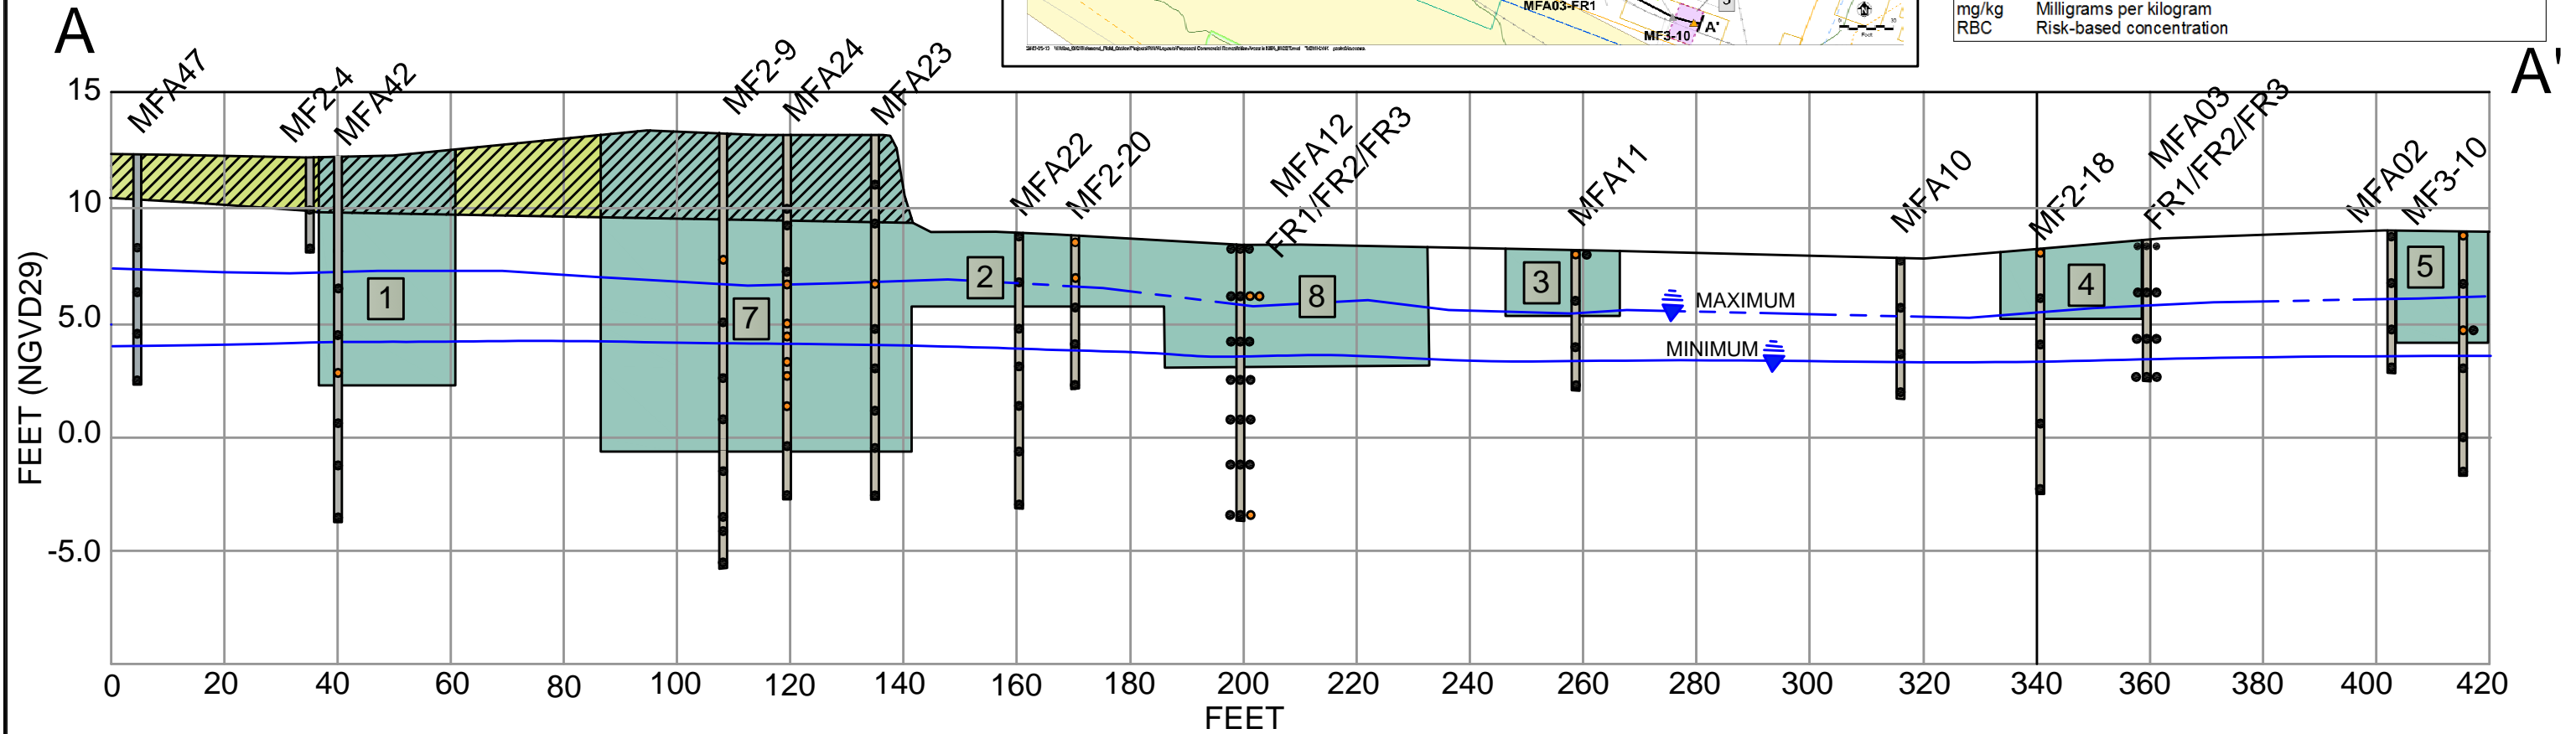 MFA03-FR1
5
A'
MF3-10
N
Feet
mg/kg Milligrams per kilogram
RBC Risk-based concentration
A
A'
MFA47
MF2-4
MFA42
MF2-9
MFA24
MFA23
MFA22
MF2-20
MFA12
FR1/FR2/FR3
MFA11
MFA10
MF2-18
MFA03
FR1/FR2/FR3
MFA02
MF3-10
15
10
5.0
0.0
-5.0
FEET (NGVD29)
1
7
2
8
3
4
5
MAXIMUM
MINIMUM
0 20 40 60 80 100 120 140 160 180 200 220 240 260 280 300 320 340 360 380 400 420
FEET